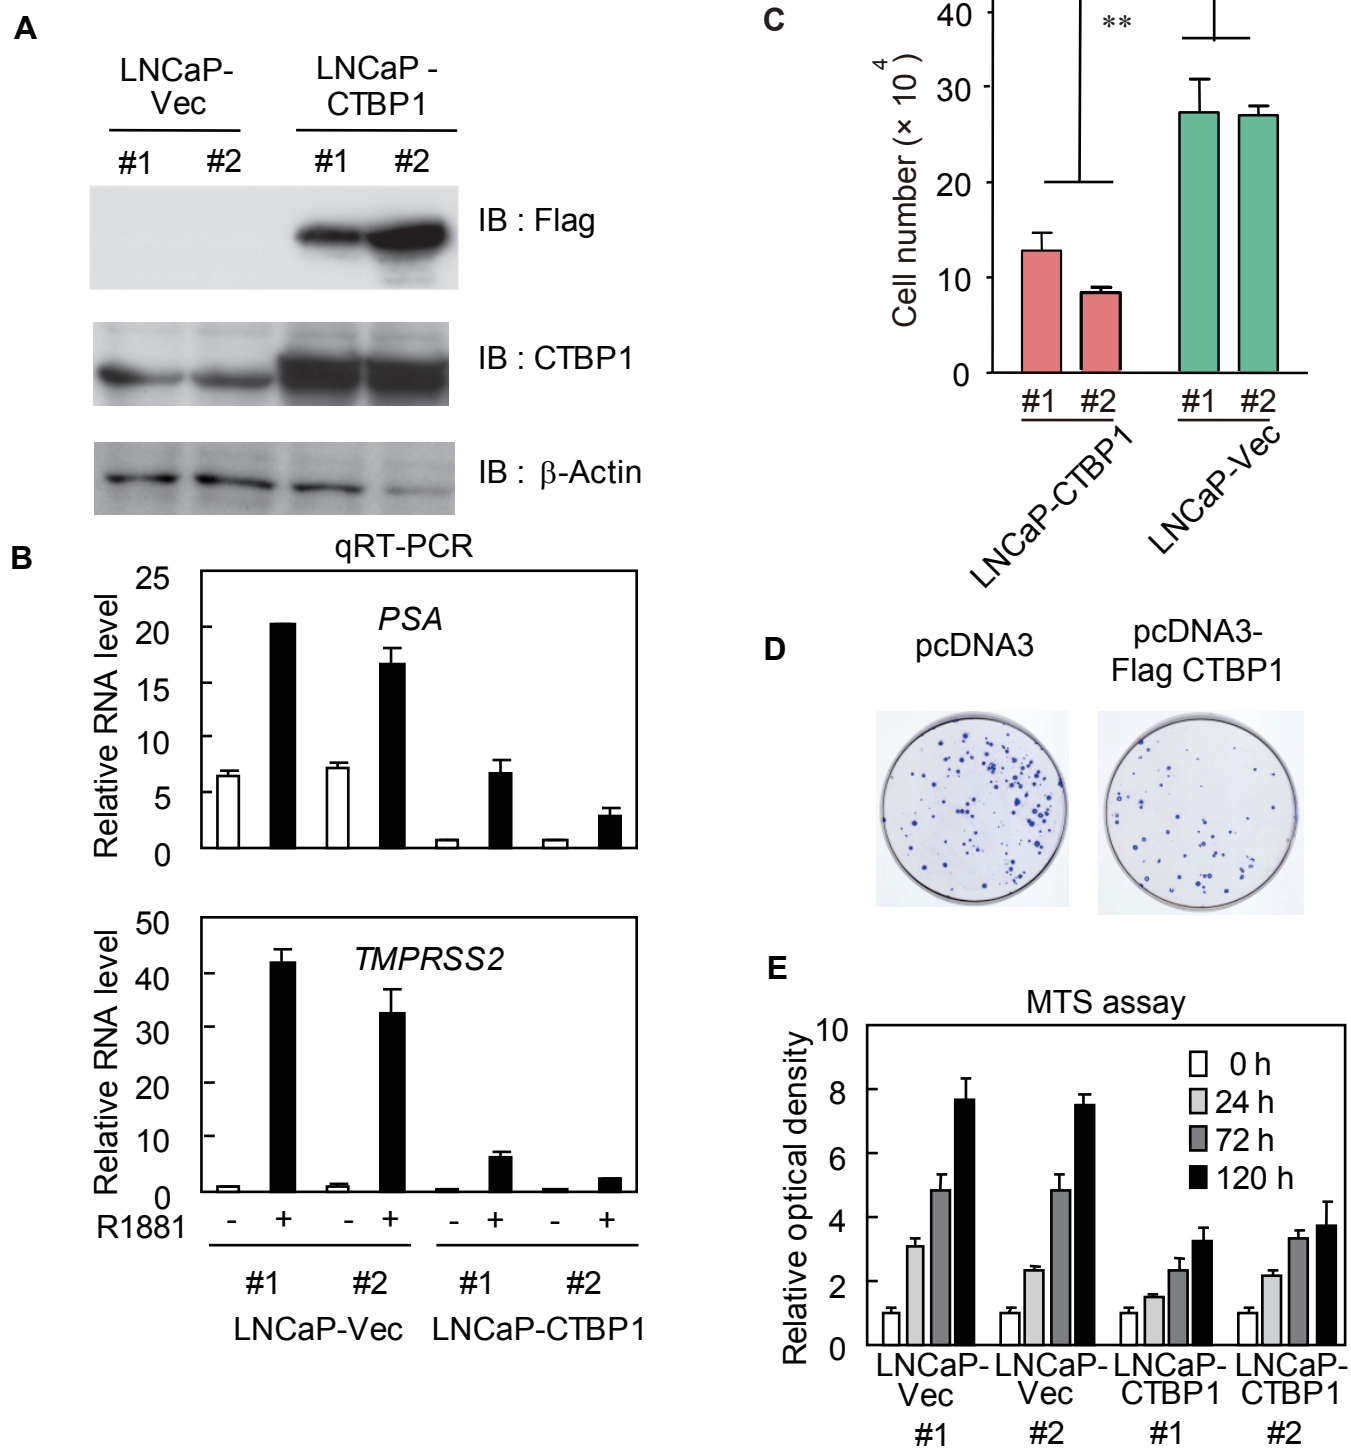 A
LNCaP-
Vec
LNCaP -
CTBP1
#1 #2 #1 #2
IB : Flag
IB : CTBP1
IB : β-Actin
B
qRT-PCR
Relative RNA level
25
20
15
10
5
0
PSA
Relative RNA level
50
40
30
20
10
0
TMPRSS2
R1881 - + - + - + - +
#1 #2 #1 #2
LNCaP-Vec LNCaP-CTBP1
C
Cell number (× 10⁴)
40
30
20
10
0
**
#1 #2 #1 #2
LNCaP-CTBP1
LNCaP-Vec
D
pcDNA3
pcDNA3-
Flag CTBP1
E
MTS assay
Relative optical density
10
8
6
4
2
0
0 h
24 h
72 h
120 h
LNCaP- LNCaP- LNCaP- LNCaP-
Vec Vec CTBP1 CTBP1
#1 #2 #1 #2